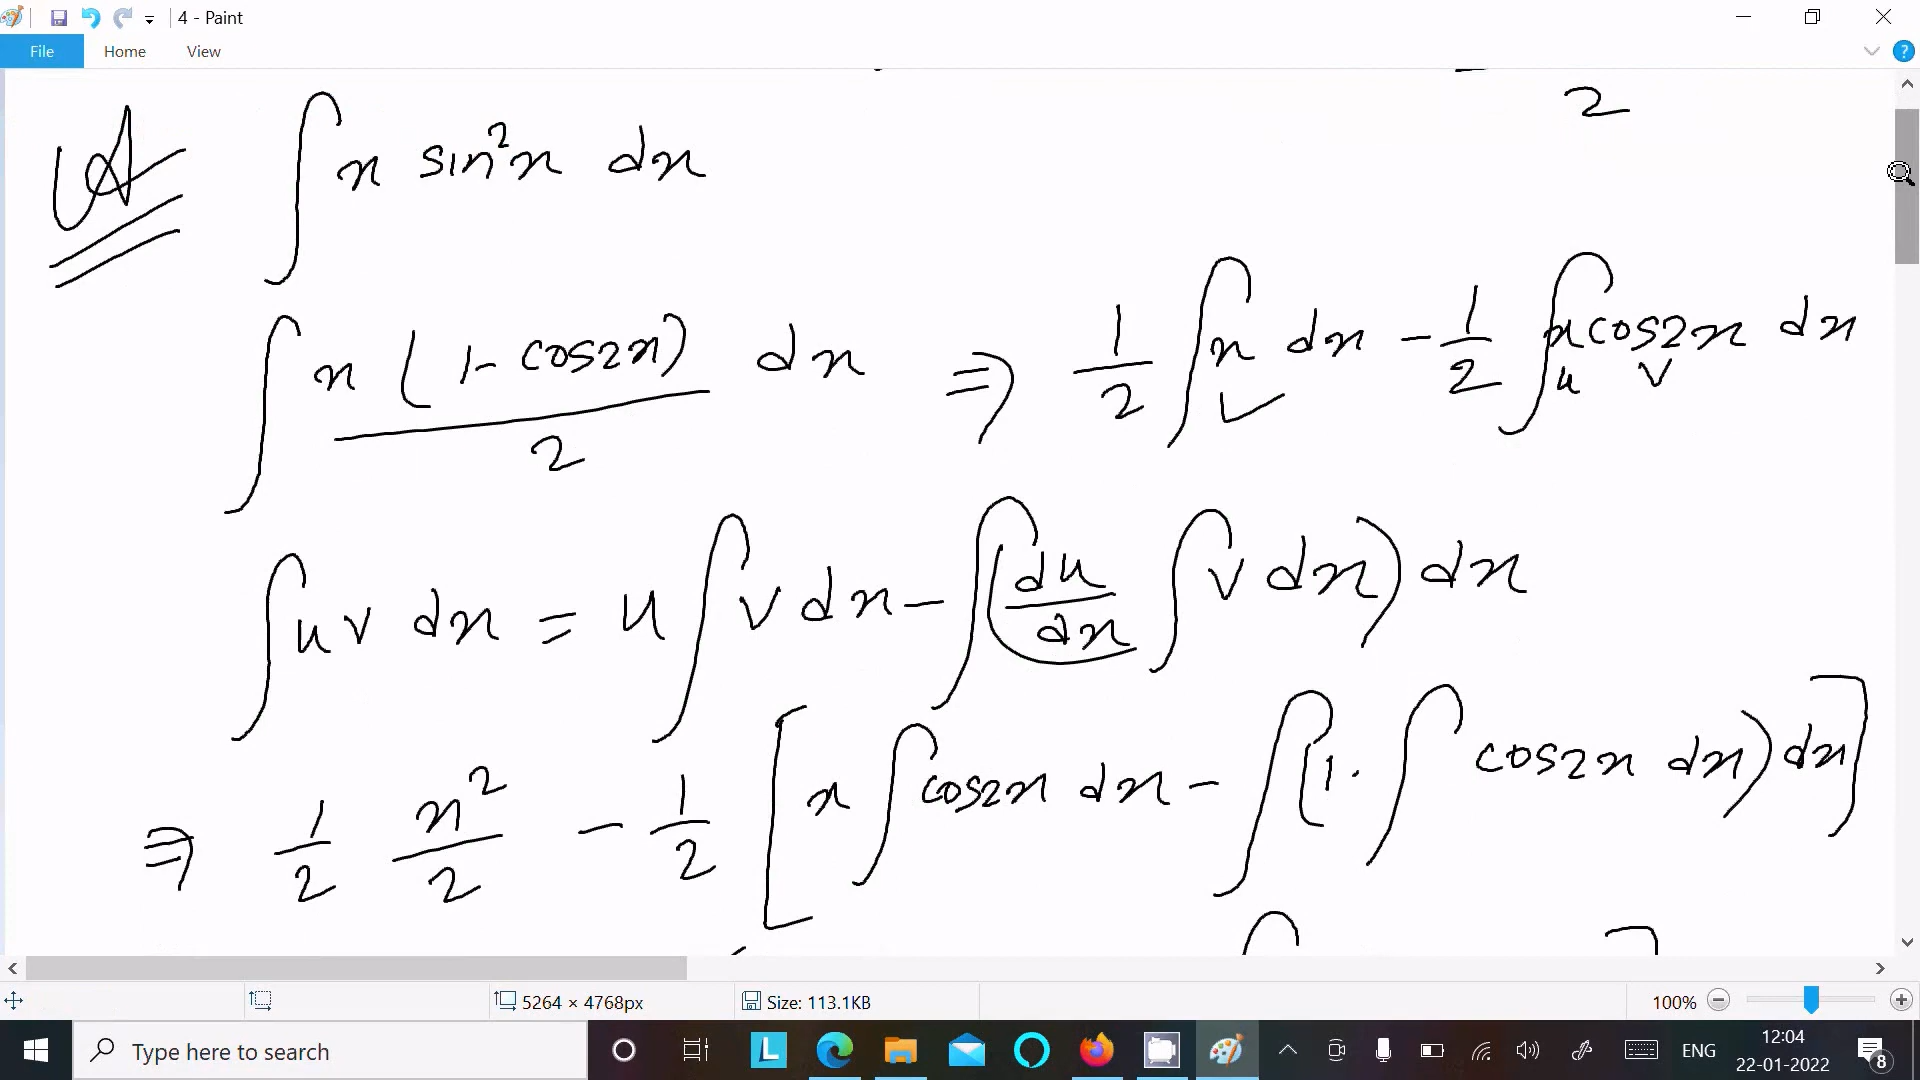 4 - Paint
File Home View
2
∫ x sin²x dx
∫ x (1 - cos2x) / 2 dx ⇒ 1/2 ∫ x dx - 1/2 ∫ x cos2x dx
u v
∫ u v dx = u ∫ v dx - ∫ (du/dx ∫ v dx) dx
⇒ 1/2 x²/2 - 1/2 [x ∫ cos2x dx - ∫ (1. ∫ cos2x dx) dx]
5264 × 4768px Size: 113.1KB 100%
Type here to search ENG 12:04
22-01-2022 8